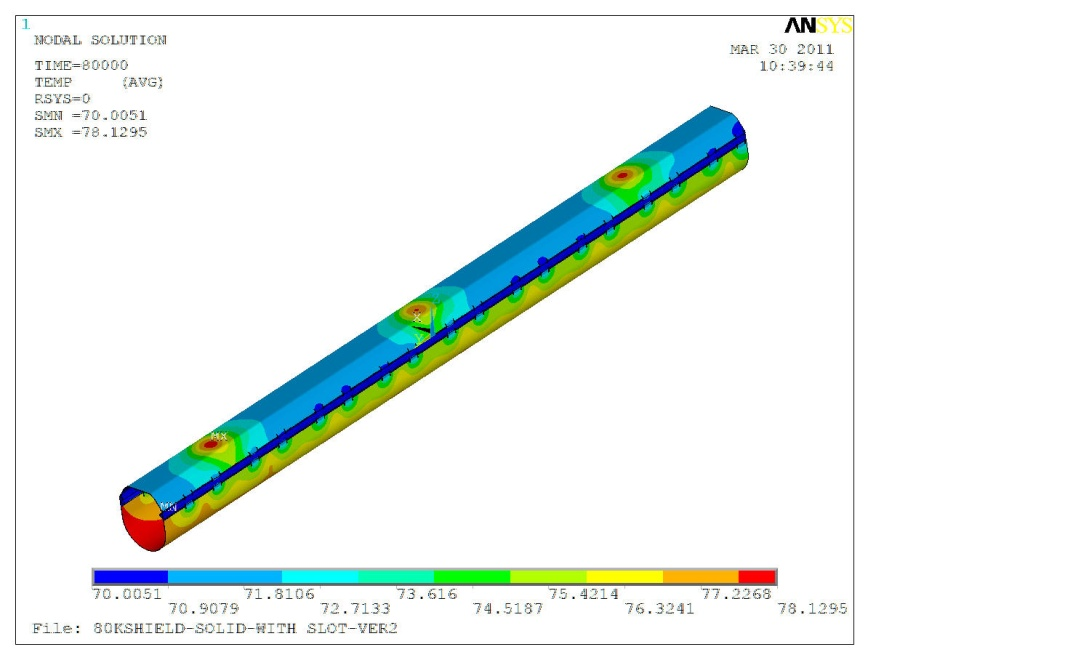 1
ANSYS
NODAL SOLUTION
MAR 30 2011
10:39:44
TIME=80000
TEMP (AVG)
RSYS=0
SMN =70.0051
SMX =78.1295
MX
X
Y
MN
70.0051 71.8106 73.616 75.4214 77.2268
70.9079 72.7133 74.5187 76.3241 78.1295
File: 80KSHIELD-SOLID-WITH SLOT-VER2